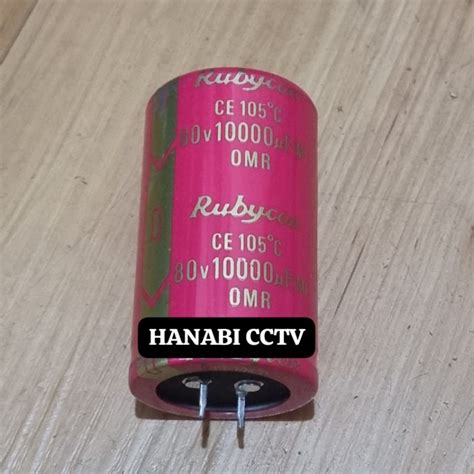 Rubycon
CE 105°C
80v10000µF
OMR
Rubycon
CE 105°C
80v10000µF
OMR
HANABI CCTV